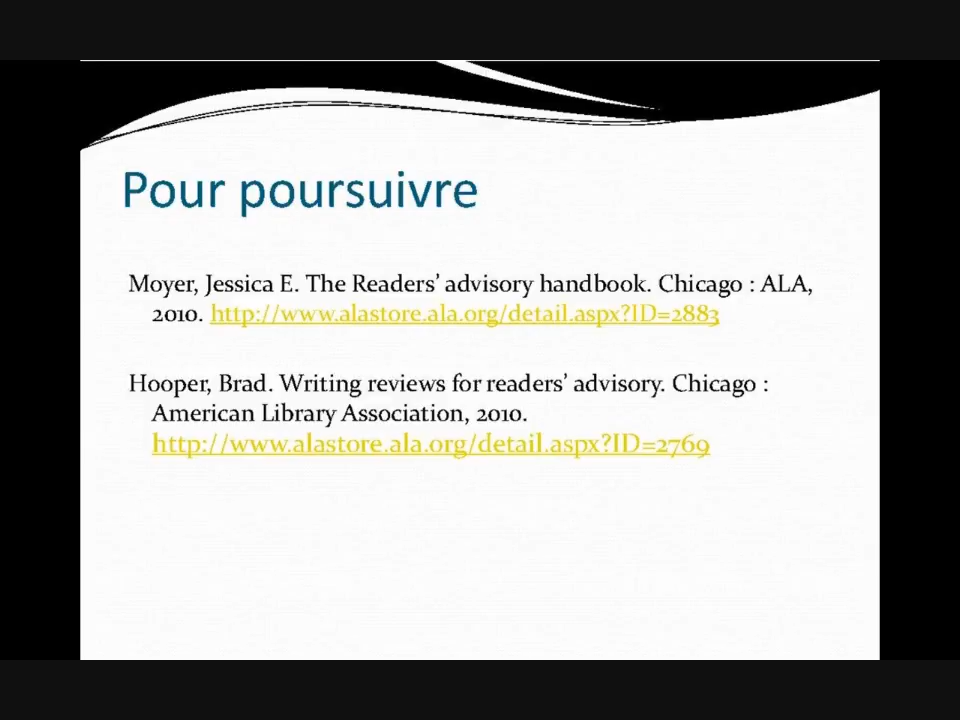 Pour poursuivre
Moyer, Jessica E. The Readers’ advisory handbook. Chicago : ALA,
2010. http://www.alastore.ala.org/detail.aspx?ID=2883
Hooper, Brad. Writing reviews for readers’ advisory. Chicago :
American Library Association, 2010.
http://www.alastore.ala.org/detail.aspx?ID=2769